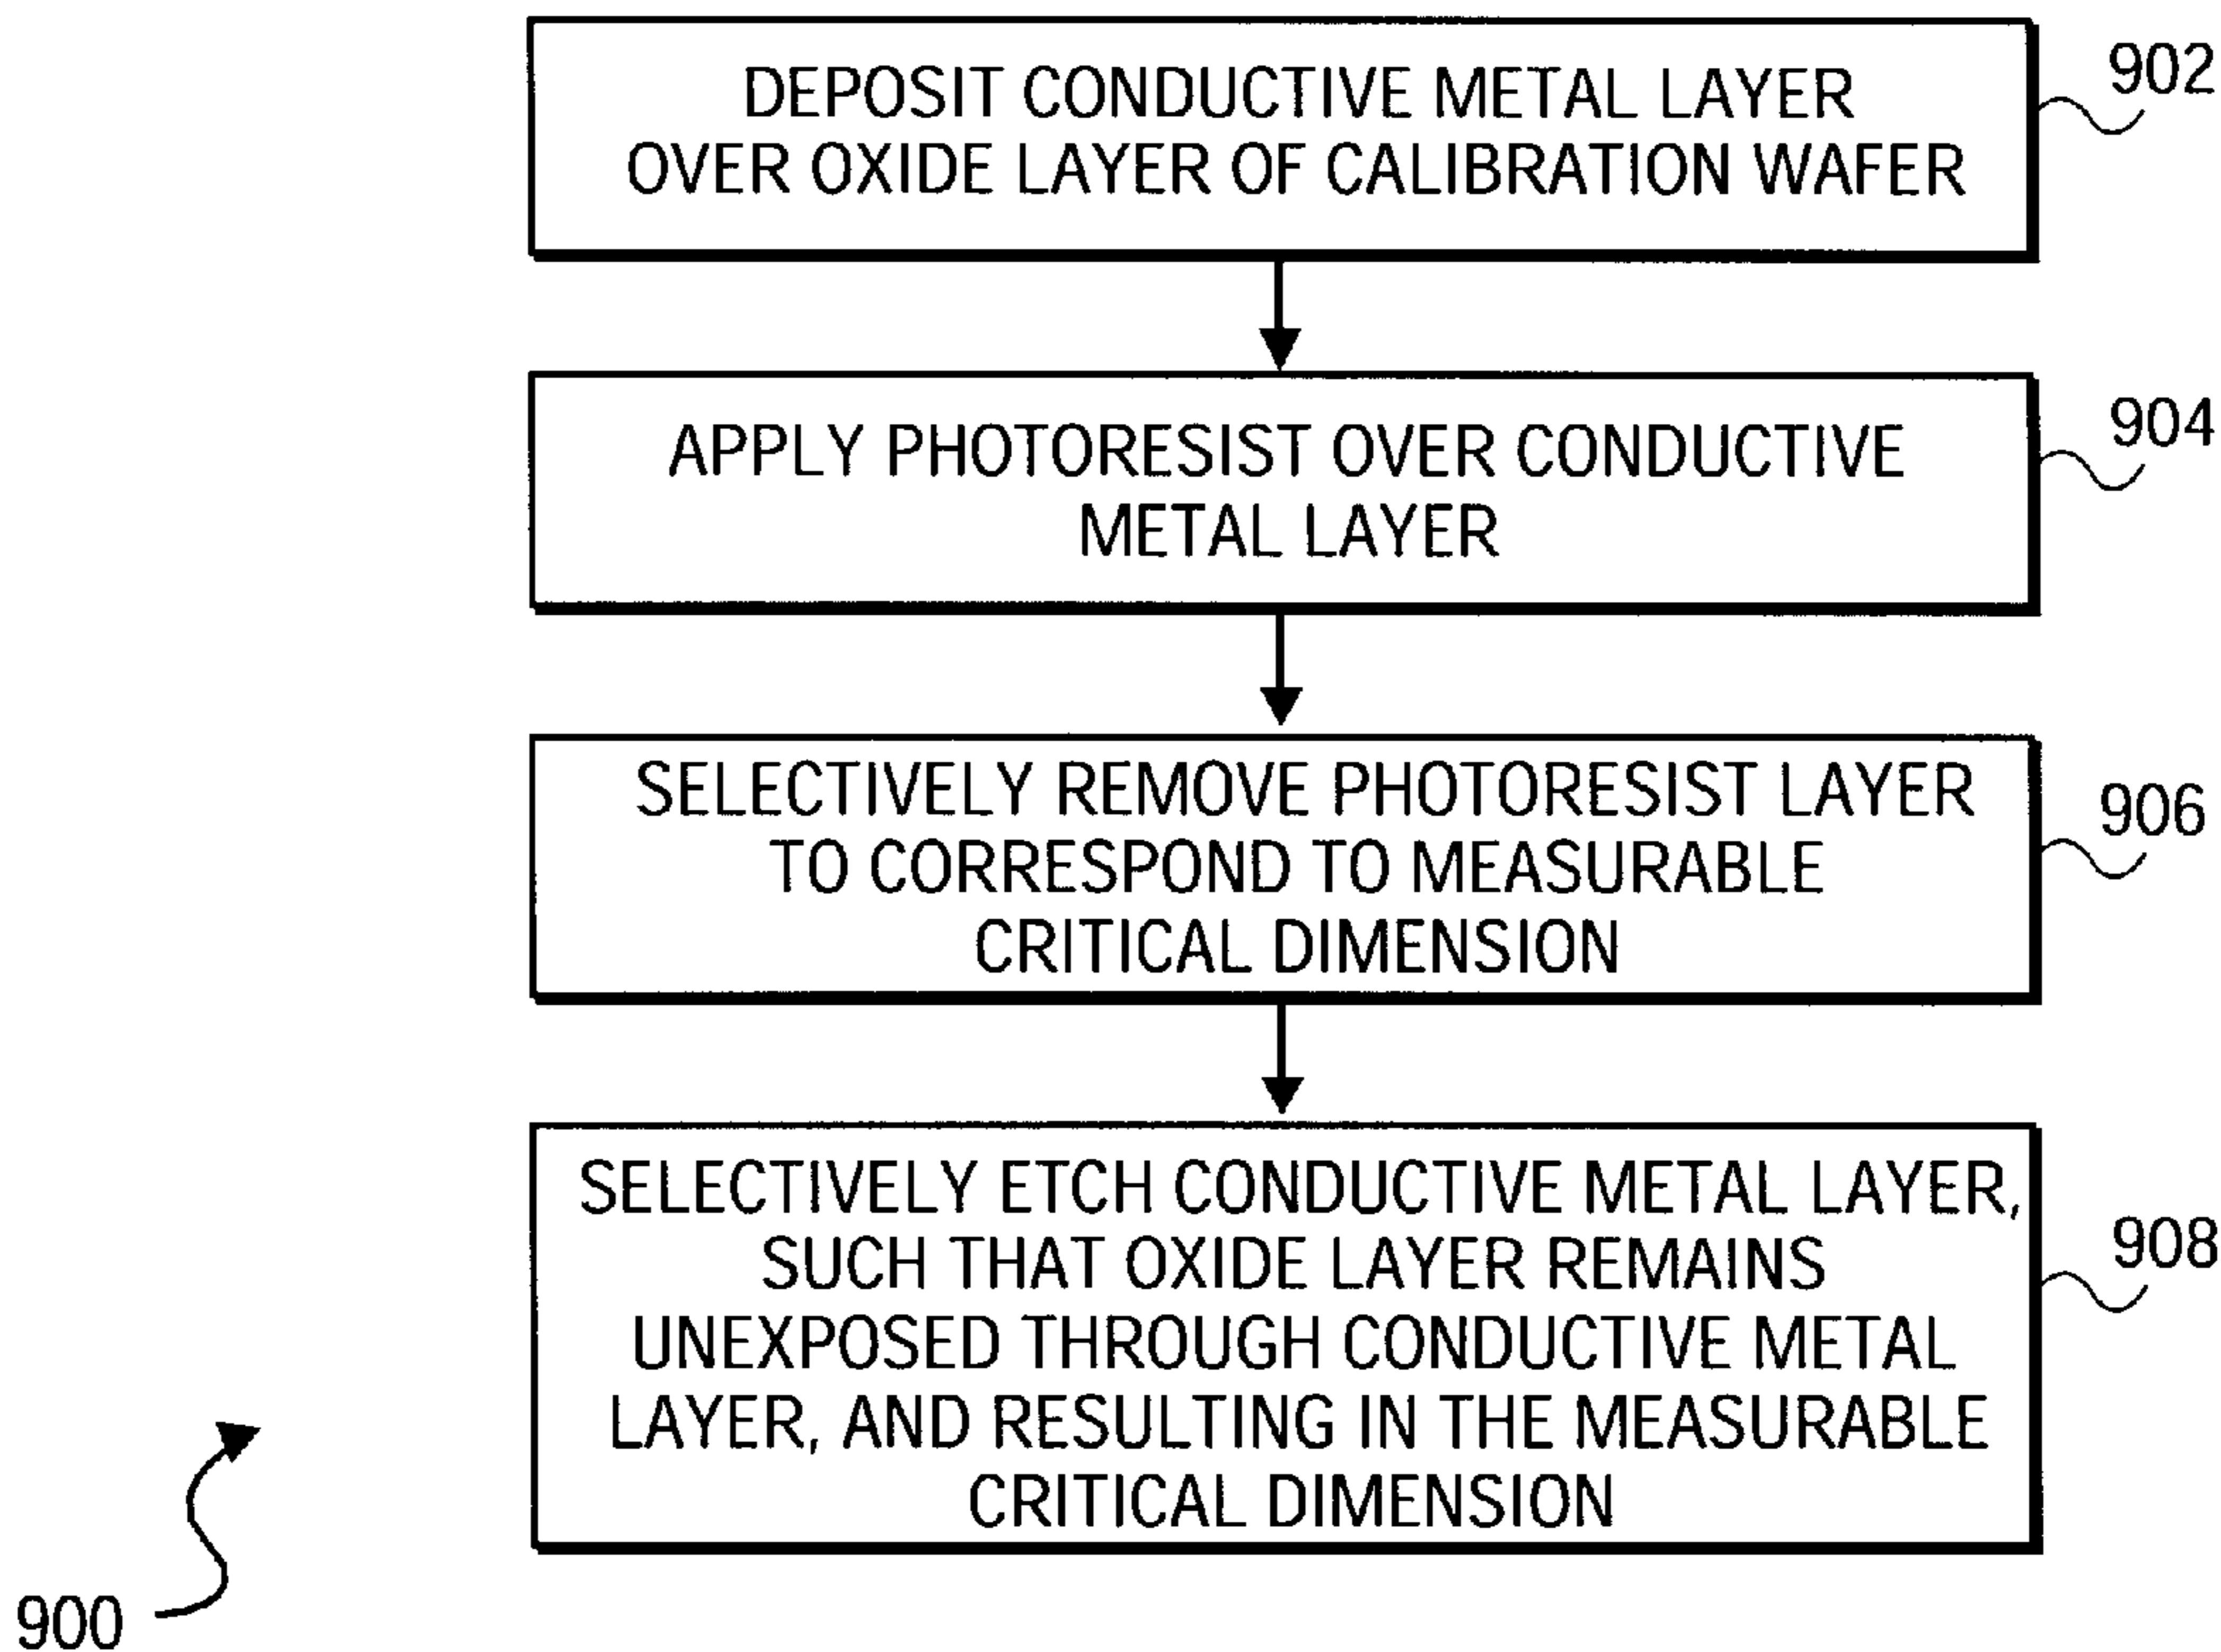 DEPOSIT CONDUCTIVE METAL LAYER
OVER OXIDE LAYER OF CALIBRATION WAFER
902
APPLY PHOTORESIST OVER CONDUCTIVE
METAL LAYER
904
SELECTIVELY REMOVE PHOTORESIST LAYER
TO CORRESPOND TO MEASURABLE
CRITICAL DIMENSION
906
SELECTIVELY ETCH CONDUCTIVE METAL LAYER,
SUCH THAT OXIDE LAYER REMAINS
UNEXPOSED THROUGH CONDUCTIVE METAL
LAYER, AND RESULTING IN THE MEASURABLE
CRITICAL DIMENSION
908
900